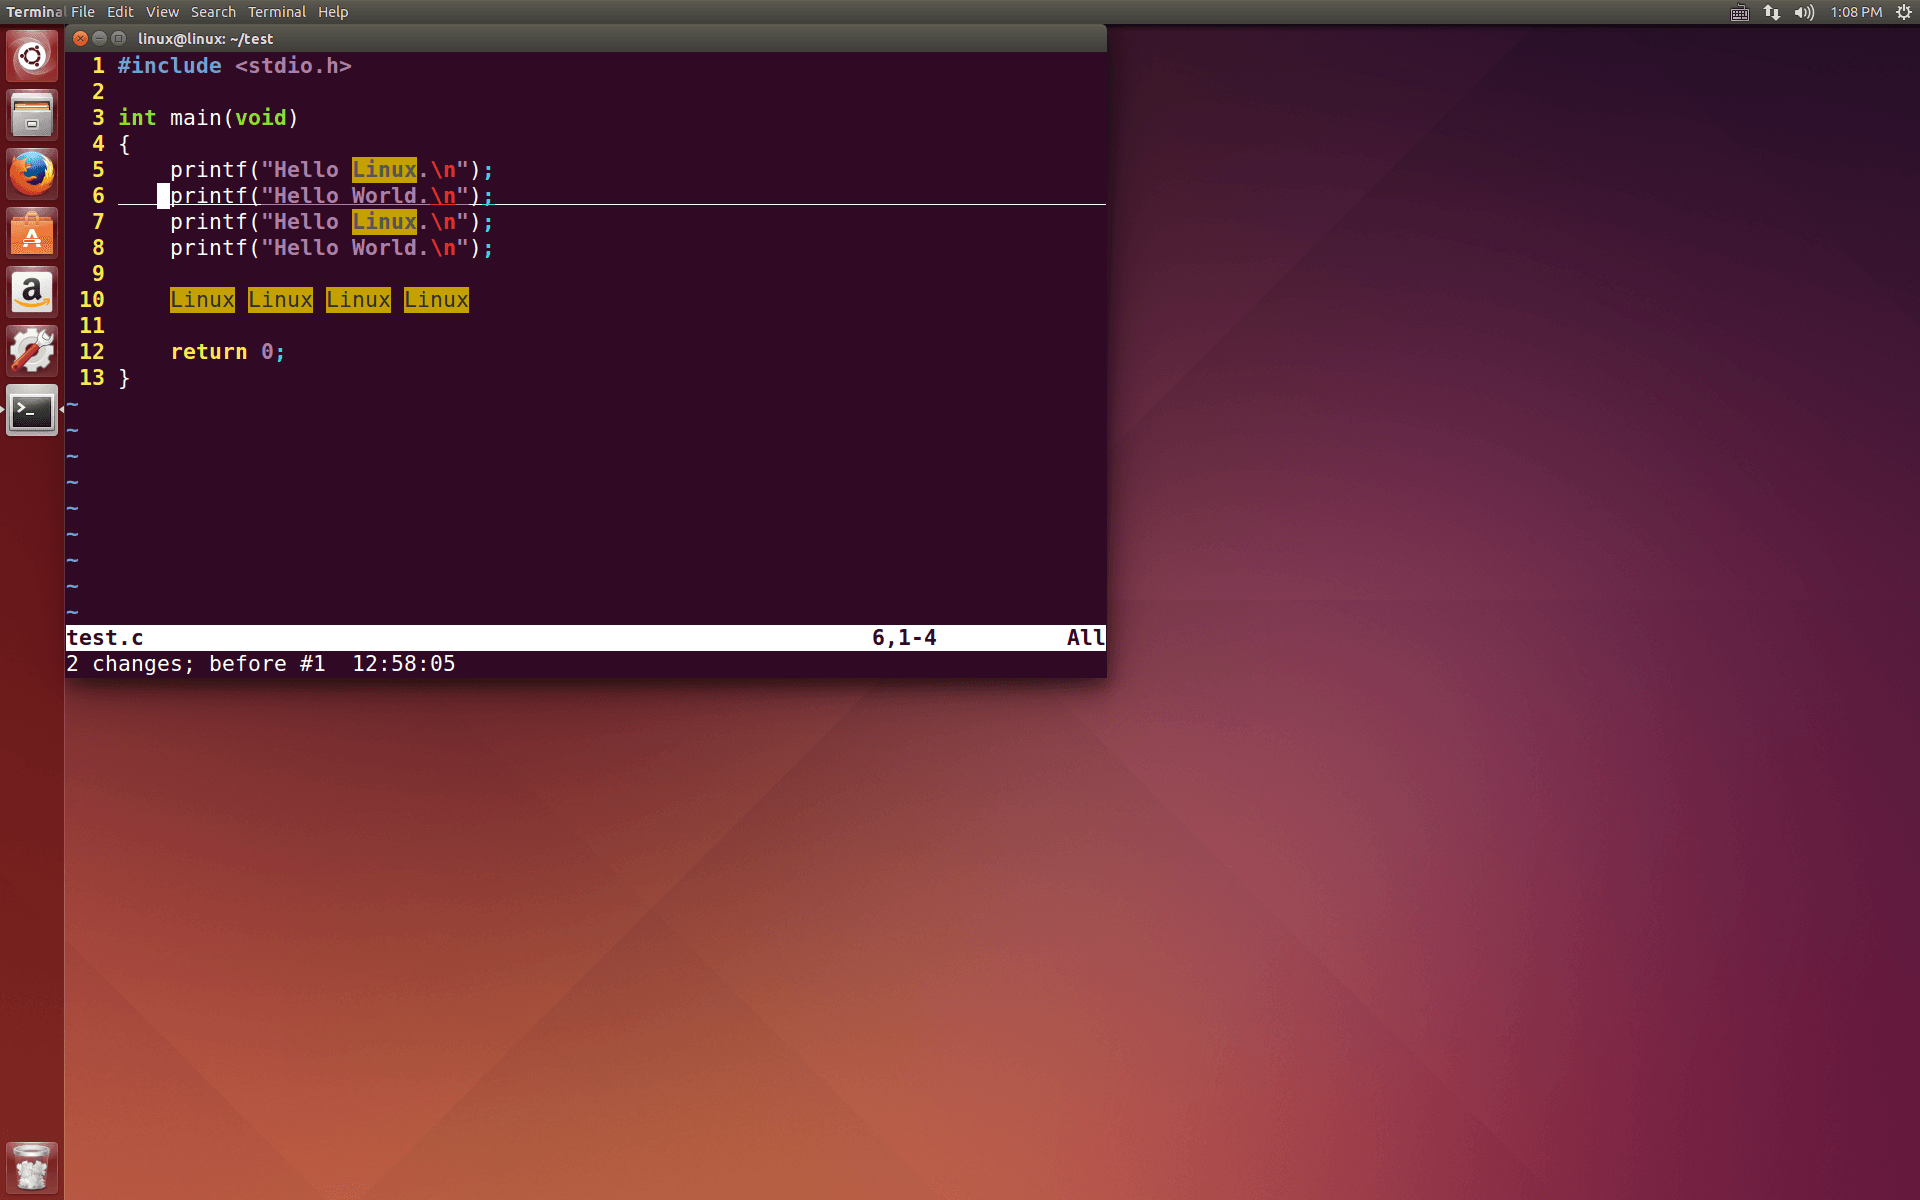 Terminal File Edit View Search Terminal Help 1:08 PM
linux@linux: ~/test
1 #include <stdio.h>
2
3 int main(void)
4 {
5     printf("Hello Linux.\n");
6     printf("Hello World.\n");
7     printf("Hello Linux.\n");
8     printf("Hello World.\n");
9
10     Linux Linux Linux Linux
11
12     return 0;
13 }
~
~
~
~
~
~
~
~
~
test.c 6,1-4 All
2 changes; before #1  12:58:05